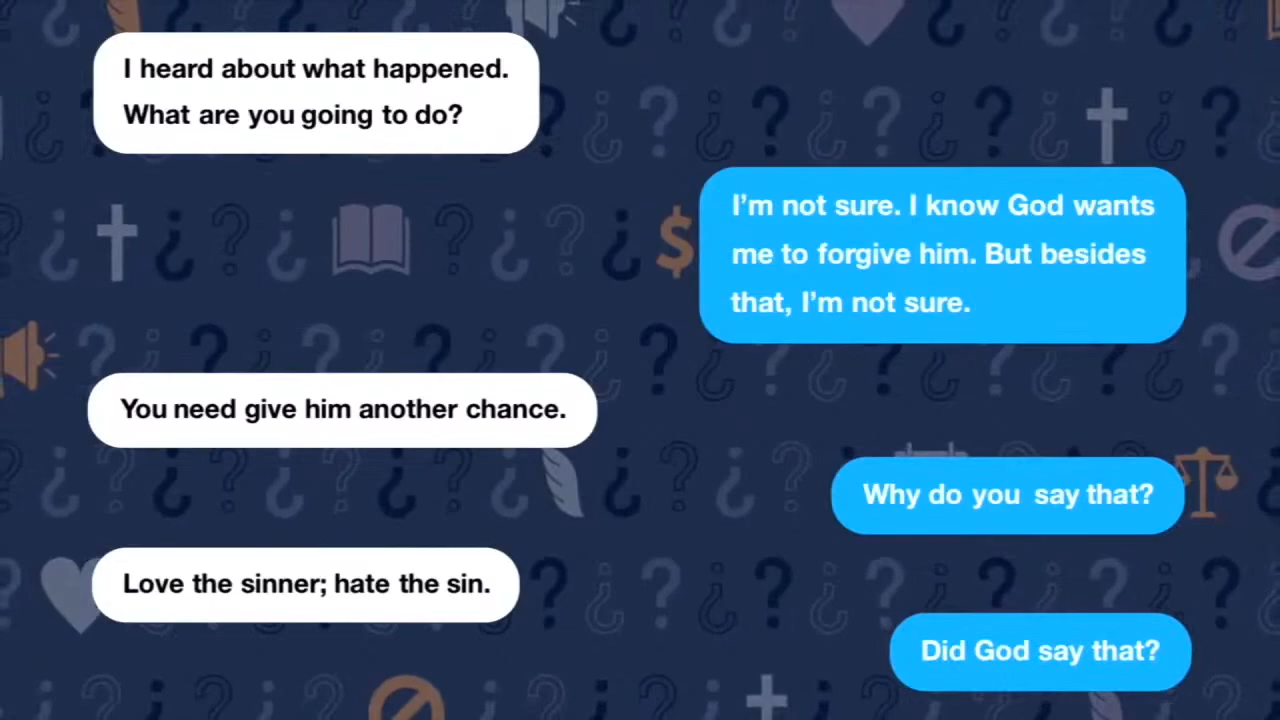 I heard about what happened.
What are you going to do?
I'm not sure. I know God wants
me to forgive him. But besides
that, I'm not sure.
You need give him another chance.
Why do you say that?
Love the sinner; hate the sin.
Did God say that?